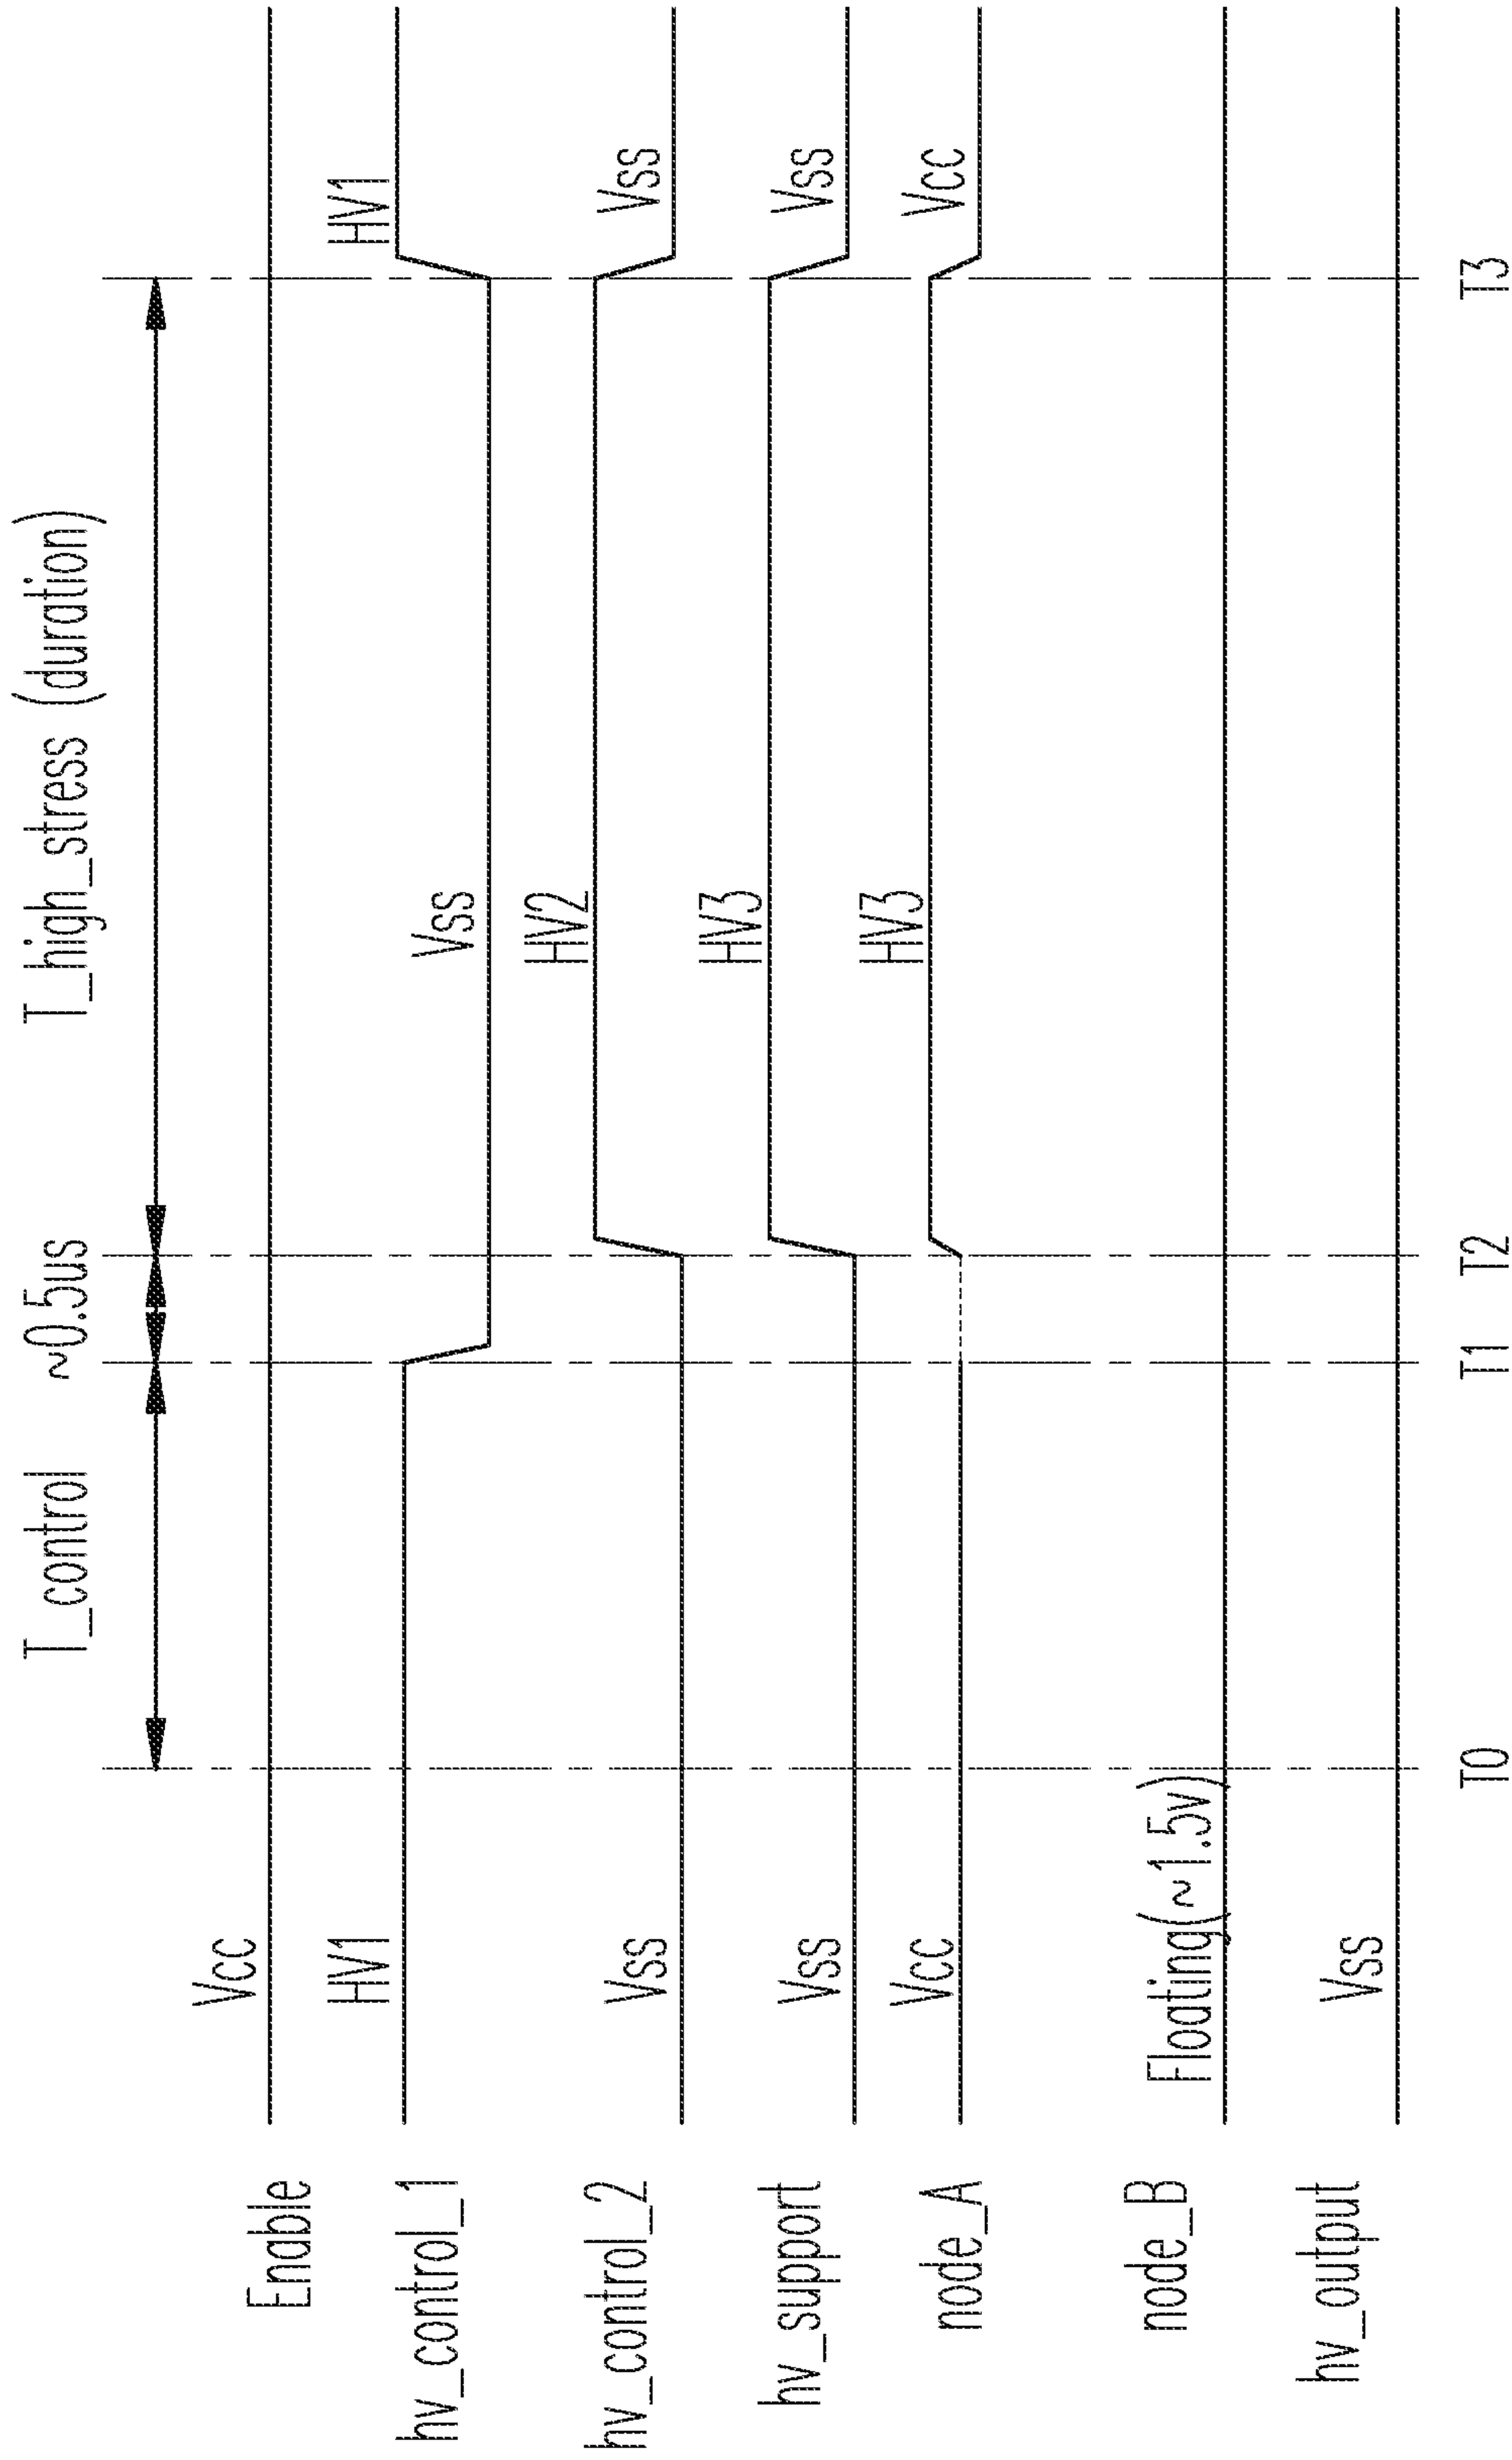 T_control ~0.5us T_high_stress (duration)
Enable Vcc
hv_control_1 HV1 Vss HV1
hv_control_2 Vss HV2 Vss
hv_support Vss HV3 Vss
node_A Vcc HV3 Vcc
node_B Floating(~1.5v)
hv_output Vss
T0 T1 T2 T3